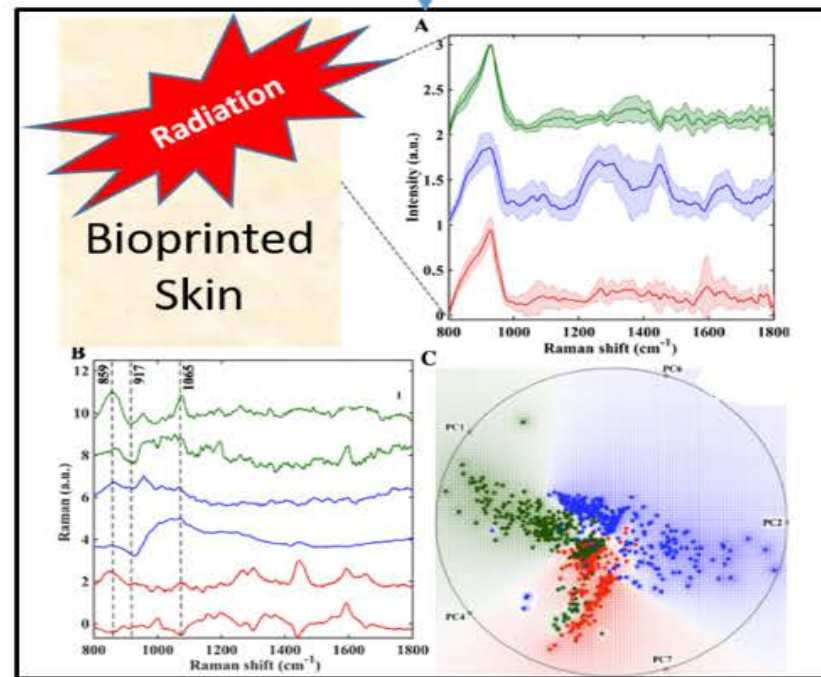 Radiation
Bioprinted
Skin
A
Intensity (a.u.)
3
2.5
2
1.5
1
0.5
0
800 1000 1200 1400 1600 1800
Raman shift (cm-1)
B
859
917
1065
Raman (a.u.)
12
10
8
6
4
2
0
800 1000 1200 1400 1600 1800
Raman shift (cm-1)
C
PC6
PC1
PC2
PC4
PC7